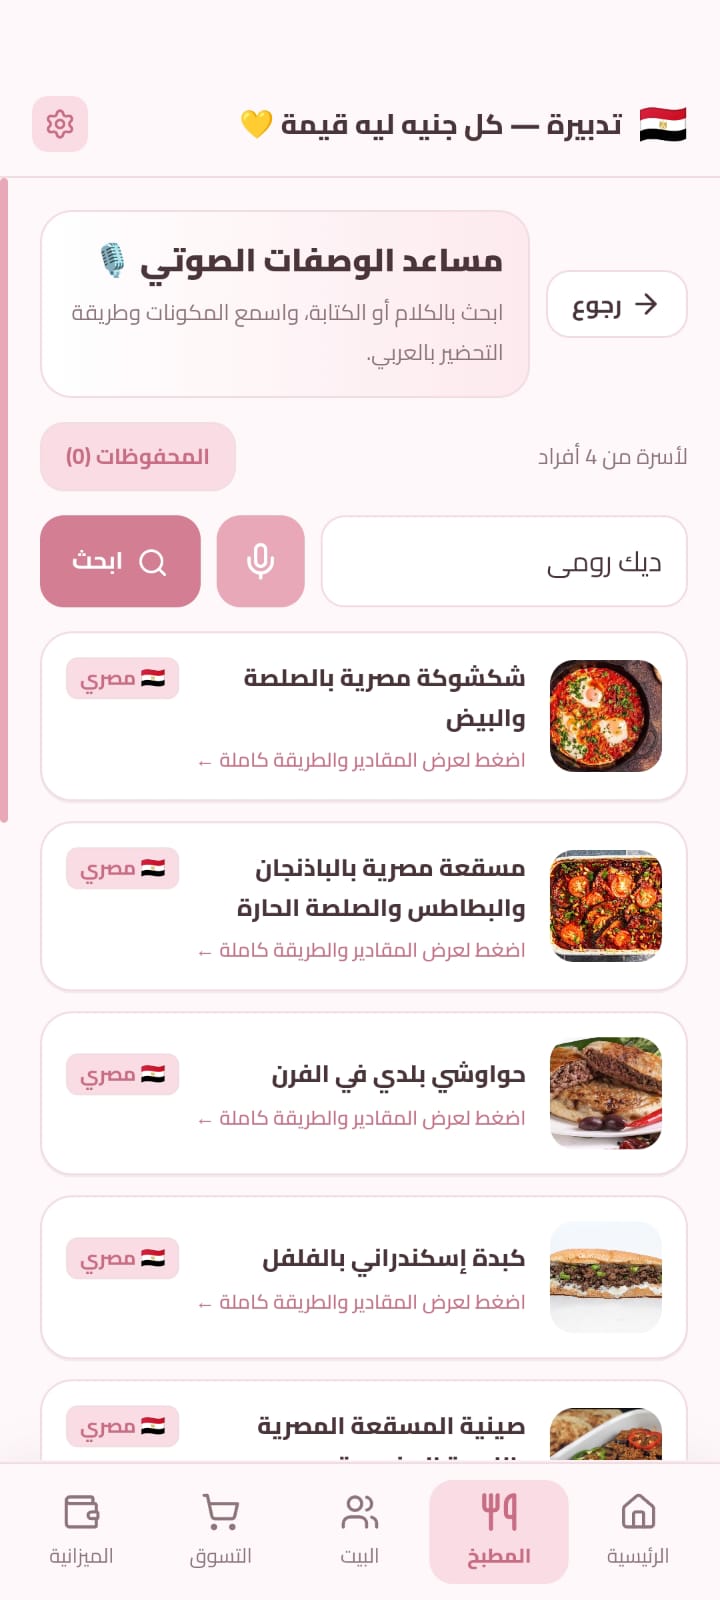 تدبيرة — كل جنيه ليه قيمة 💛
رجوع
مساعد الوصفات الصوتي 🎙️
ابحث بالكلام أو الكتابة، واسمع المكونات وطريقة
التحضير بالعربي.
لأسرة من 4 أفراد
المحفوظات (0)
ديك رومى
ابحث
شكشوكة مصرية بالصلصة
والبيض
🇪🇬 مصري
اضغط لعرض المقادير والطريقة كاملة ←
مسقعة مصرية بالباذنجان
والبطاطس والصلصة الحارة
🇪🇬 مصري
اضغط لعرض المقادير والطريقة كاملة ←
حواوشي بلدي في الفرن
🇪🇬 مصري
اضغط لعرض المقادير والطريقة كاملة ←
كبدة إسكندراني بالفلفل
🇪🇬 مصري
اضغط لعرض المقادير والطريقة كاملة ←
صينية المسقعة المصرية
🇪🇬 مصري
الرئيسية
المطبخ
البيت
التسوق
الميزانية